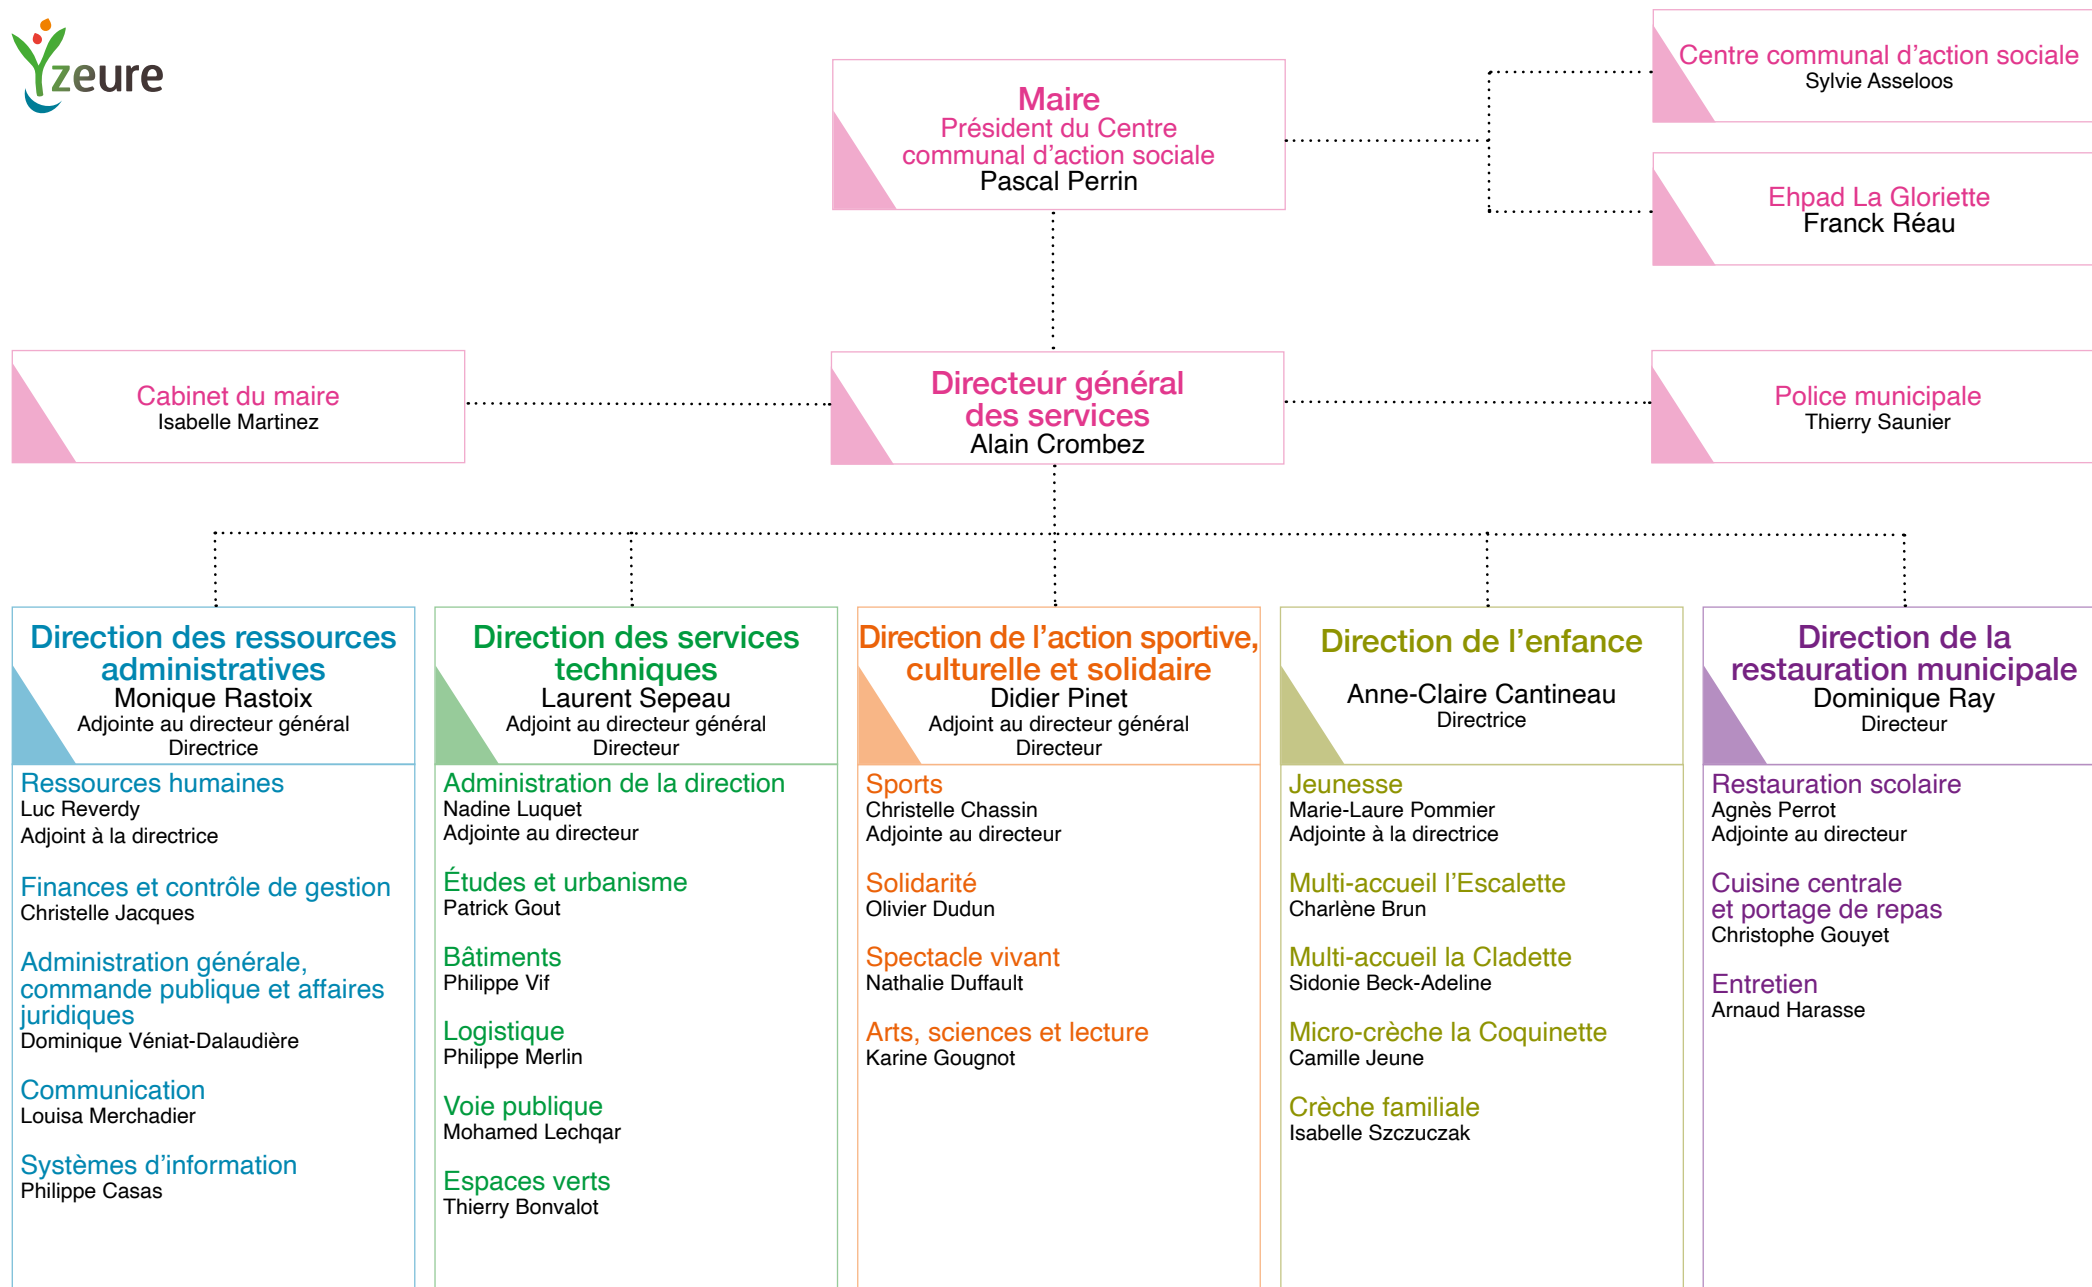 Yzeure
Maire
Président du Centre
communal d’action sociale
Pascal Perrin
Centre communal d’action sociale
Sylvie Asseloos
Ehpad La Gloriette
Franck Réau
Cabinet du maire
Isabelle Martinez
Directeur général
des services
Alain Crombez
Police municipale
Thierry Saunier
Direction des ressources
administratives
Monique Rastoix
Adjointe au directeur général
Directrice
Ressources humaines
Luc Reverdy
Adjoint à la directrice
Finances et contrôle de gestion
Christelle Jacques
Administration générale,
commande publique et affaires
juridiques
Dominique Véniat-Dalaudière
Communication
Louisa Merchadier
Systèmes d’information
Philippe Casas
Direction des services
techniques
Laurent Sepeau
Adjoint au directeur général
Directeur
Administration de la direction
Nadine Luquet
Adjointe au directeur
Études et urbanisme
Patrick Gout
Bâtiments
Philippe Vif
Logistique
Philippe Merlin
Voie publique
Mohamed Lechqar
Espaces verts
Thierry Bonvalot
Direction de l’action sportive,
culturelle et solidaire
Didier Pinet
Adjoint au directeur général
Directeur
Sports
Christelle Chassin
Adjointe au directeur
Solidarité
Olivier Dudun
Spectacle vivant
Nathalie Duffault
Arts, sciences et lecture
Karine Gougnot
Direction de l’enfance
Anne-Claire Cantineau
Directrice
Jeunesse
Marie-Laure Pommier
Adjointe à la directrice
Multi-accueil l’Escalette
Charlène Brun
Multi-accueil la Cladette
Sidonie Beck-Adeline
Micro-crèche la Coquinette
Camille Jeune
Crèche familiale
Isabelle Szczuczak
Direction de la
restauration municipale
Dominique Ray
Directeur
Restauration scolaire
Agnès Perrot
Adjointe au directeur
Cuisine centrale
et portage de repas
Christophe Gouyet
Entretien
Arnaud Harasse